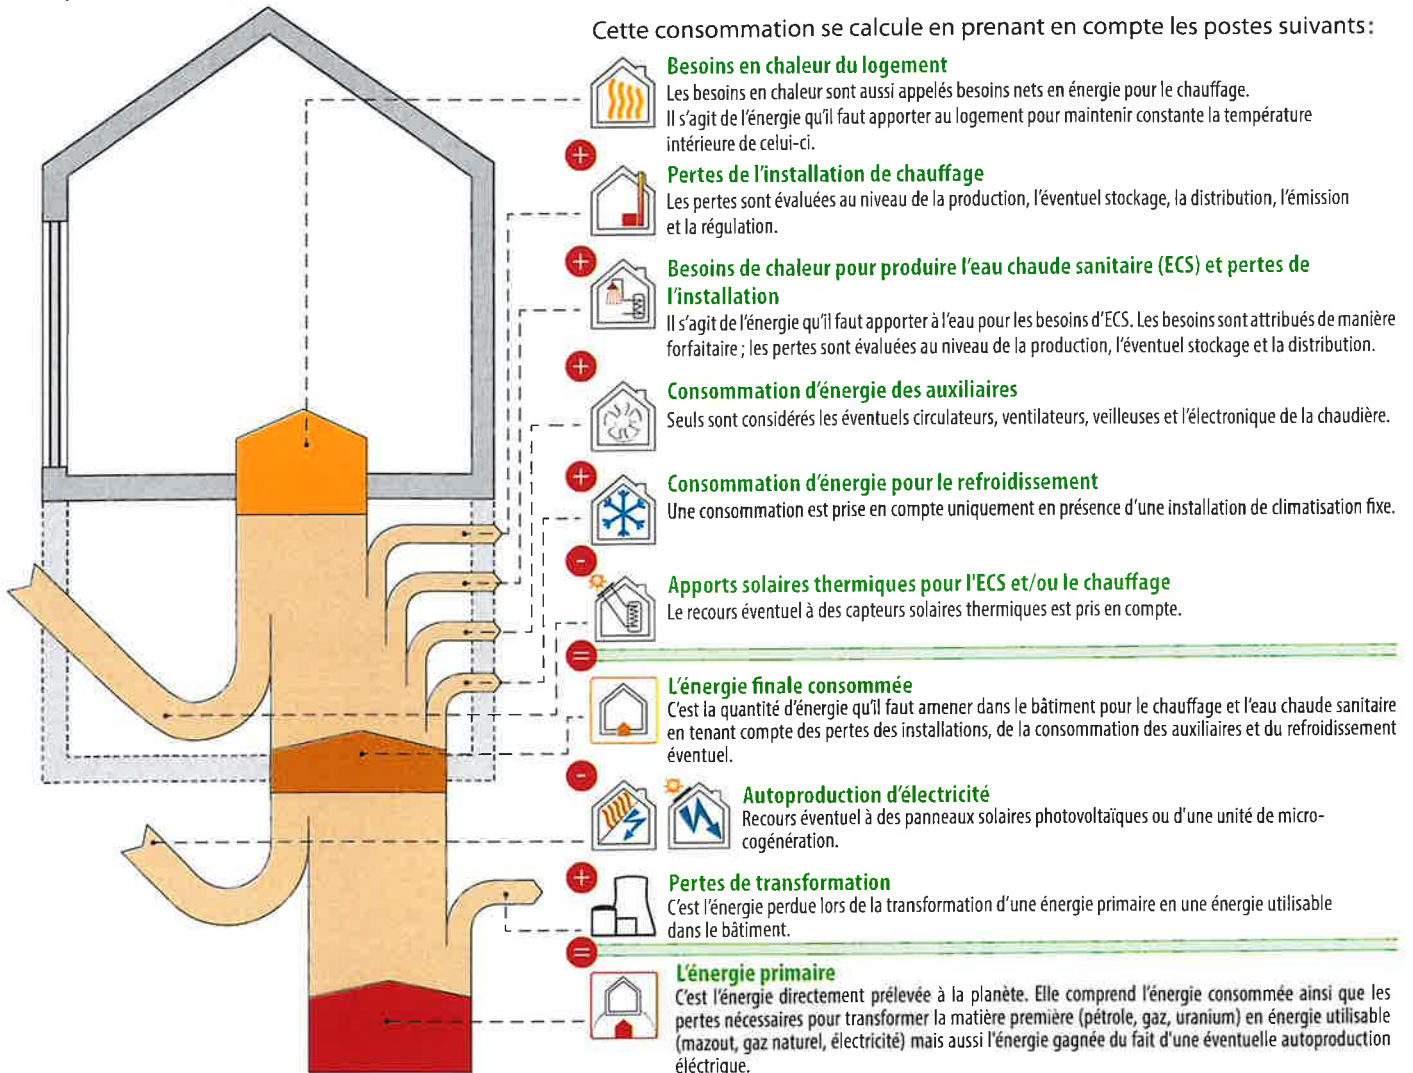 Cette consommation se calcule en prenant en compte les postes suivants:
Besoins en chaleur du logement
Les besoins en chaleur sont aussi appelés besoins nets en énergie pour le chauffage.
Il s'agit de l'énergie qu'il faut apporter au logement pour maintenir constante la température
intérieure de celui-ci.
+
Pertes de l'installation de chauffage
Les pertes sont évaluées au niveau de la production, l'éventuel stockage, la distribution, l'émission
et la régulation.
+
Besoins de chaleur pour produire l'eau chaude sanitaire (ECS) et pertes de
l'installation
Il s'agit de l'énergie qu'il faut apporter à l'eau pour les besoins d'ECS. Les besoins sont attribués de manière
forfaitaire ; les pertes sont évaluées au niveau de la production, l'éventuel stockage et la distribution.
+
Consommation d'énergie des auxiliaires
Seuls sont considérés les éventuels circulateurs, ventilateurs, veilleuses et l'électronique de la chaudière.
+
Consommation d'énergie pour le refroidissement
Une consommation est prise en compte uniquement en présence d'une installation de climatisation fixe.
-
Apports solaires thermiques pour l'ECS et/ou le chauffage
Le recours éventuel à des capteurs solaires thermiques est pris en compte.
=
L'énergie finale consommée
C'est la quantité d'énergie qu'il faut amener dans le bâtiment pour le chauffage et l'eau chaude sanitaire
en tenant compte des pertes des installations, de la consommation des auxiliaires et du refroidissement
éventuel.
-
Autoproduction d'électricité
Recours éventuel à des panneaux solaires photovoltaïques ou d'une unité de micro-
cogénération.
+
Pertes de transformation
C'est l'énergie perdue lors de la transformation d'une énergie primaire en une énergie utilisable
dans le bâtiment.
=
L'énergie primaire
C'est l'énergie directement prélevée à la planète. Elle comprend l'énergie consommée ainsi que les
pertes nécessaires pour transformer la matière première (pétrole, gaz, uranium) en énergie utilisable
(mazout, gaz naturel, électricité) mais aussi l'énergie gagnée du fait d'une éventuelle autoproduction
éléctrique.